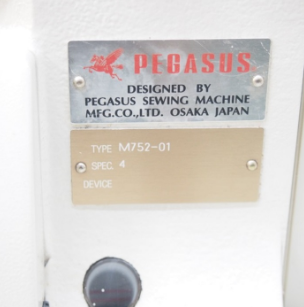 PEGASUS
DESIGNED BY
PEGASUS SEWING MACHINE
MFG.CO.,LTD. OSAKA JAPAN
TYPE M752-01
SPEC. 4
DEVICE